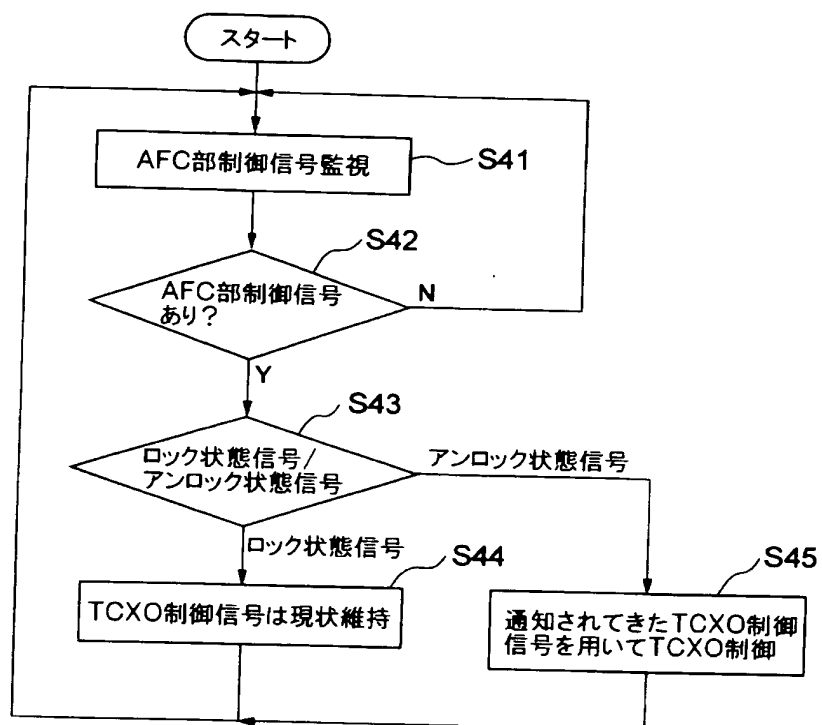 スタート
AFC部制御信号監視
S41
S42
AFC部制御信号
あり?
N
Y
S43
ロック状態信号/
アンロック状態信号
アンロック状態信号
ロック状態信号
S44
TCXO制御信号は現状維持
S45
通知されてきたTCXO制御
信号を用いてTCXO制御